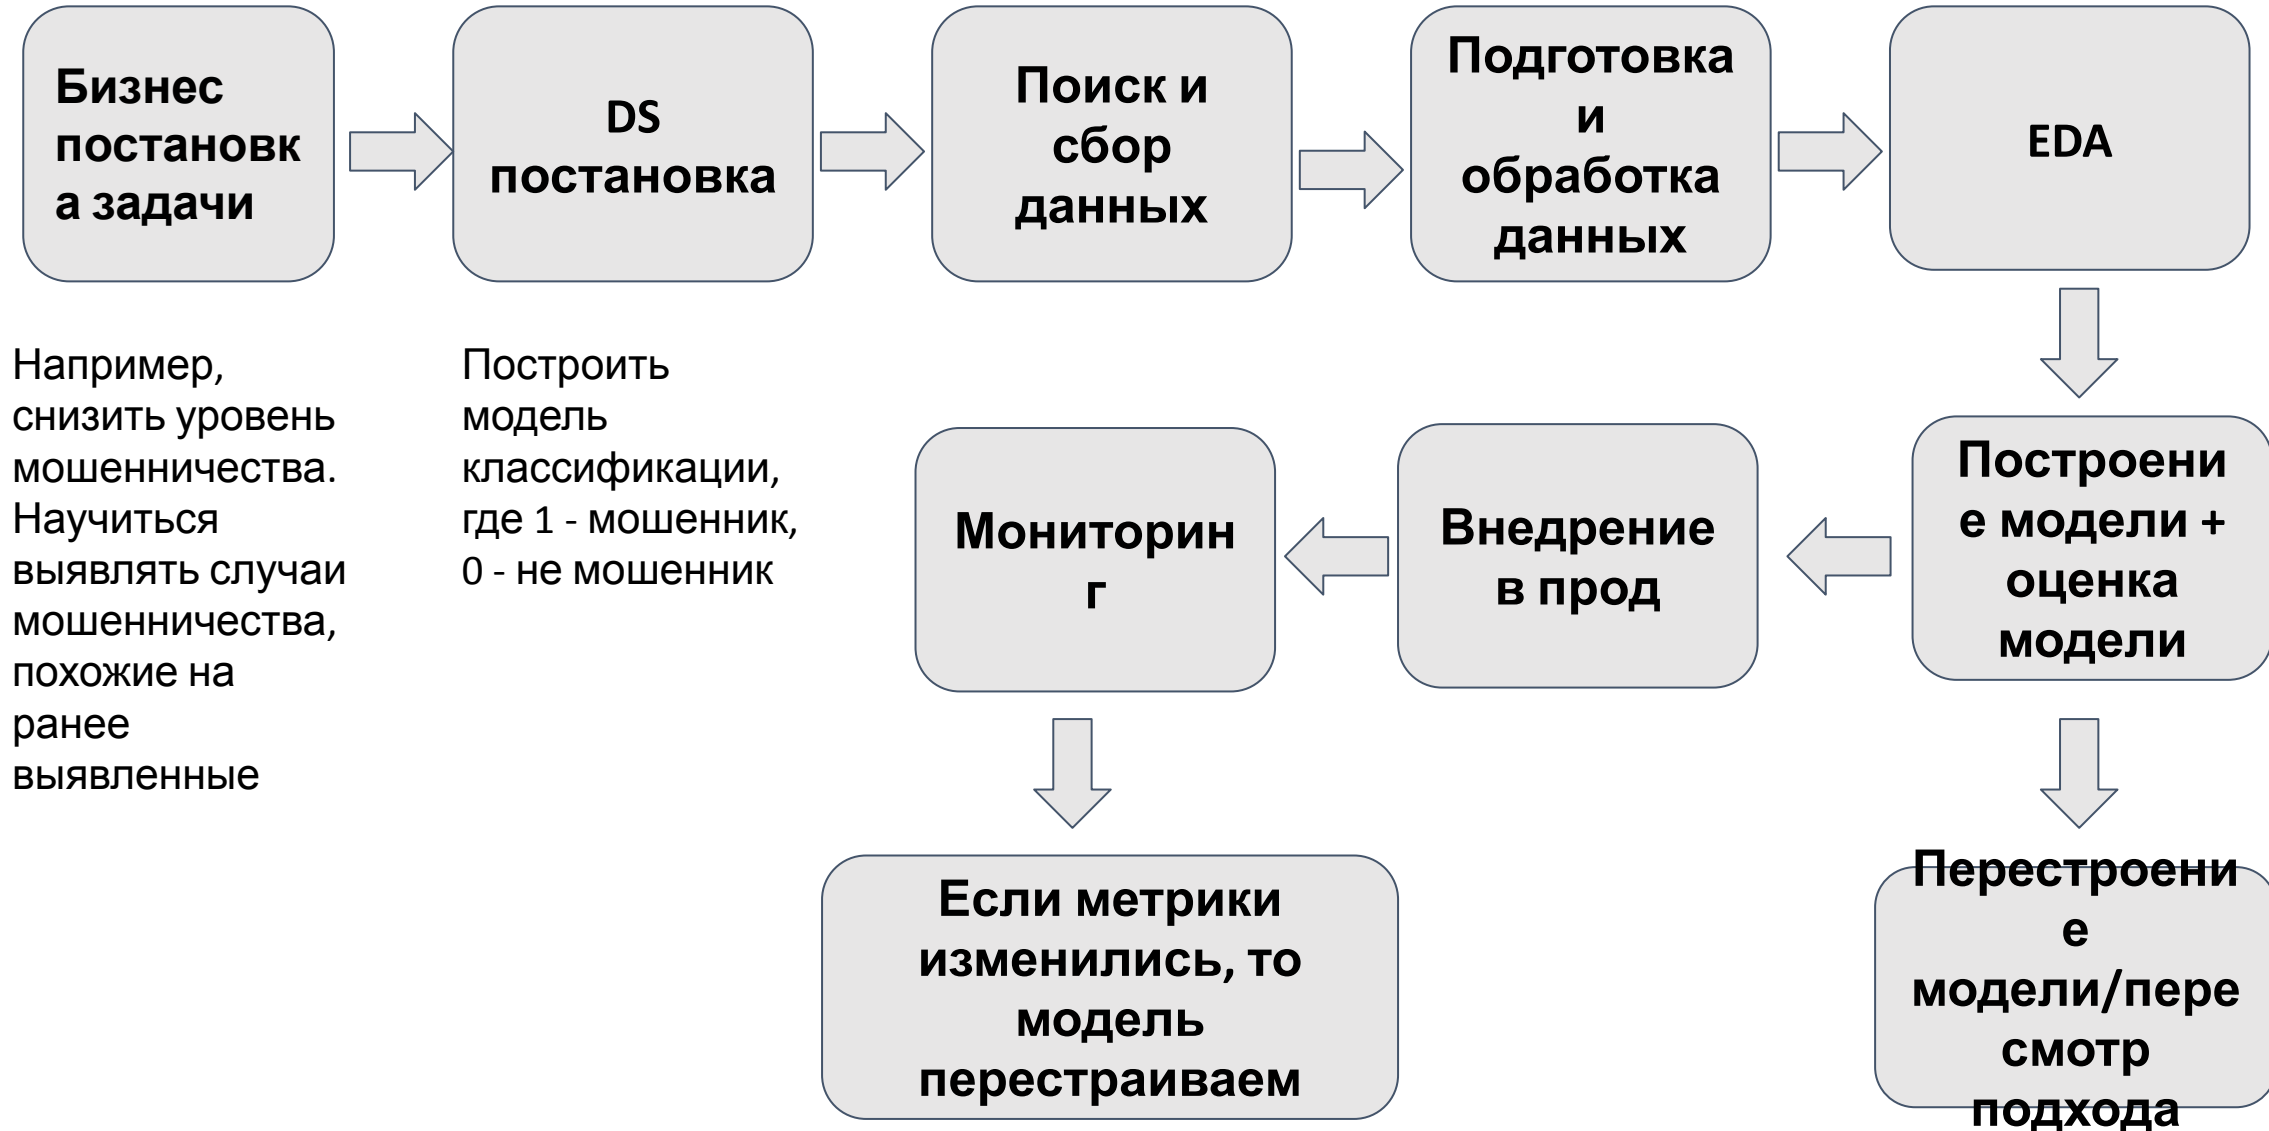 Бизнес
постановк
а задачи
DS
постановка
Поиск и
сбор
данных
Подготовка
и
обработка
данных
EDA
Например,
снизить уровень
мошенничества.
Научиться
выявлять случаи
мошенничества,
похожие на
ранее
выявленные
Построить
модель
классификации,
где 1 - мошенник,
0 - не мошенник
Построени
е модели +
оценка
модели
Внедрение
в прод
Мониторин
г
Если метрики
изменились, то
модель
перестраиваем
Перестроени
е
модели/пере
смотр
подхода